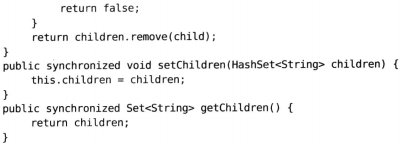 return false;
}
return children.remove(child);
}
public synchronized void setChildren(HashSet<String> children) {
this.children = children;
}
public synchronized Set<String> getChildren() {
return children;
}